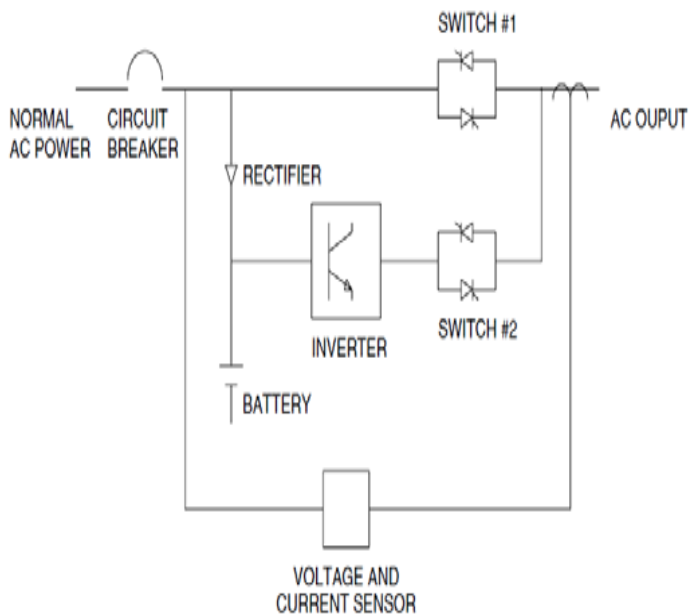 SWITCH #1
NORMAL
AC POWER
CIRCUIT
BREAKER
AC OUPUT
RECTIFIER
INVERTER
SWITCH #2
BATTERY
VOLTAGE AND
CURRENT SENSOR